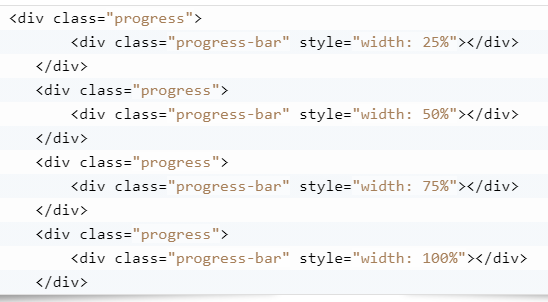 <div class="progress">
<div class="progress-bar" style="width: 25%"></div>
</div>
<div class="progress">
<div class="progress-bar" style="width: 50%"></div>
</div>
<div class="progress">
<div class="progress-bar" style="width: 75%"></div>
</div>
<div class="progress">
<div class="progress-bar" style="width: 100%"></div>
</div>